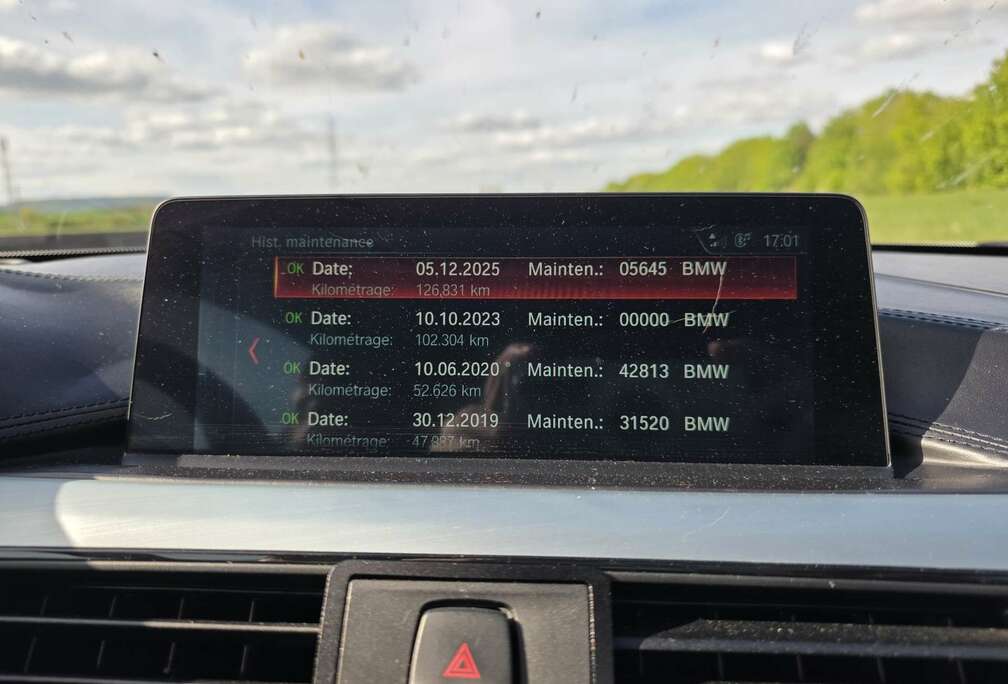 Hist. maintenance 17:01
OK Date: 05.12.2025 Mainten.: 05645 BMW
Kilométrage: 126.831 km
OK Date: 10.10.2023 Mainten.: 00000 BMW
Kilométrage: 102.304 km
OK Date: 10.06.2020 Mainten.: 42813 BMW
Kilométrage: 52.626 km
OK Date: 30.12.2019 Mainten.: 31520 BMW
Kilométrage: km